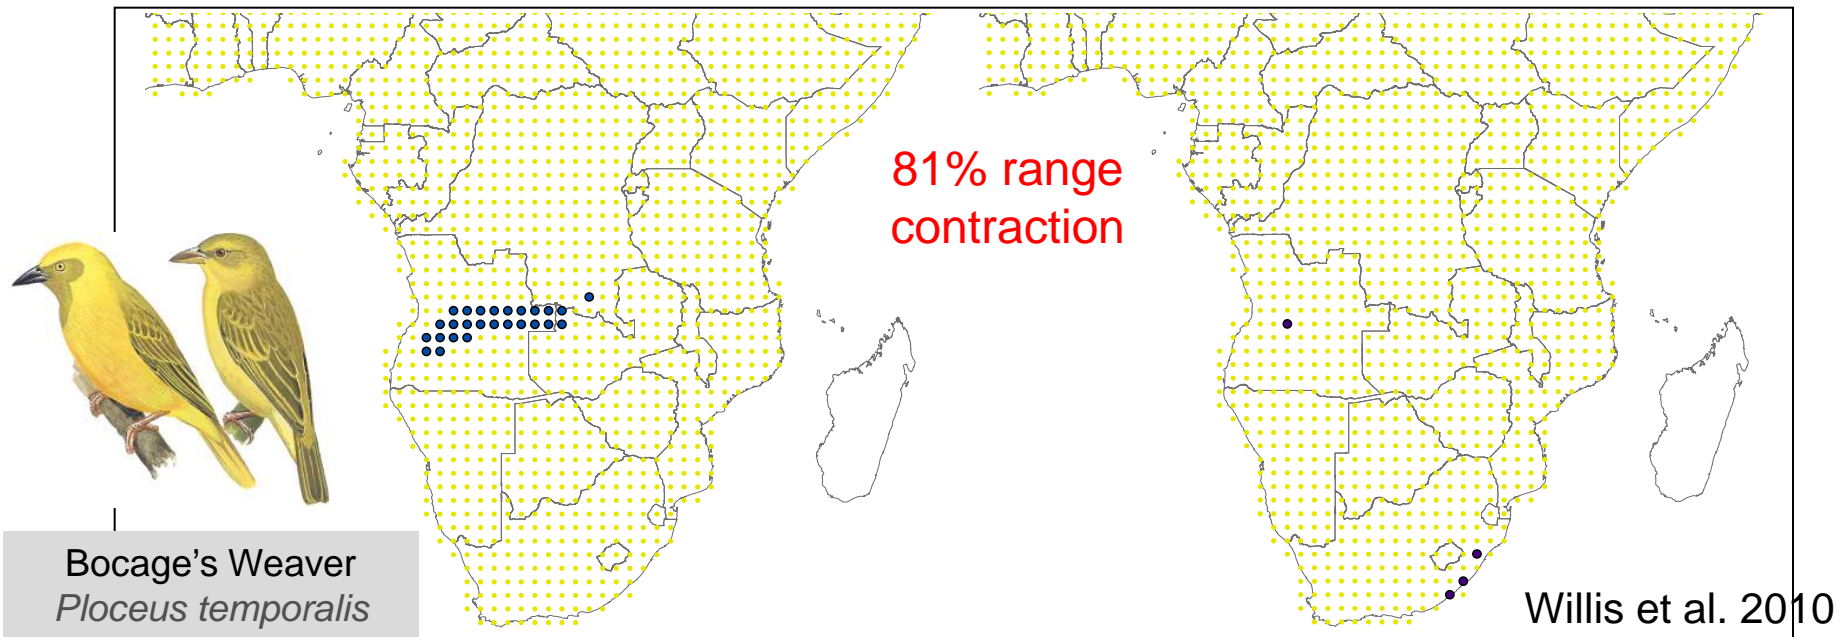 81% range
contraction
Bocage's Weaver
Ploceus temporalis
Willis et al. 2010